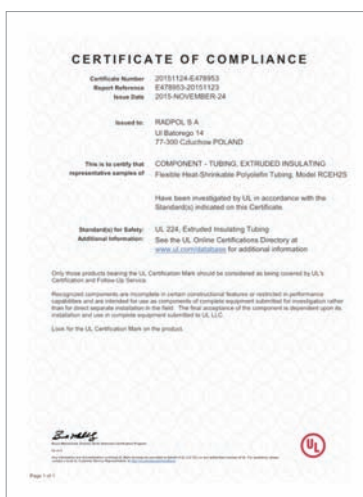 CERTIFICATE OF COMPLIANCE
Certificate Number 20151124-E478953
Report Reference E478953-20151123
Issue Date 2015-NOVEMBER-24
Issued to: RADPOL S A
Ul Batorego 14
77-300 Czluchow POLAND
This is to certify that COMPONENT - TUBING, EXTRUDED INSULATING
representative samples of Flexible Heat-Shrinkable Polyolefin Tubing, Model RCEH2S
Have been investigated by UL in accordance with the
Standard(s) indicated on this Certificate.
Standard(s) for Safety: UL 224, Extruded Insulating Tubing
Additional Information: See the UL Online Certifications Directory at
www.ul.com/database for additional information
Only those products bearing the UL Certification Mark should be considered as being covered by UL's
Certification and Follow-Up Service.
Recognized components are incomplete in certain constructional features or restricted in performance
capabilities and are intended for use as components of complete equipment submitted for investigation rather
than for direct separate installation in the field. The final acceptance of the component is dependent upon its
installation and use in complete equipment submitted to UL LLC.
Look for the UL Certification Mark on the product.
UL
Page 1 of 1